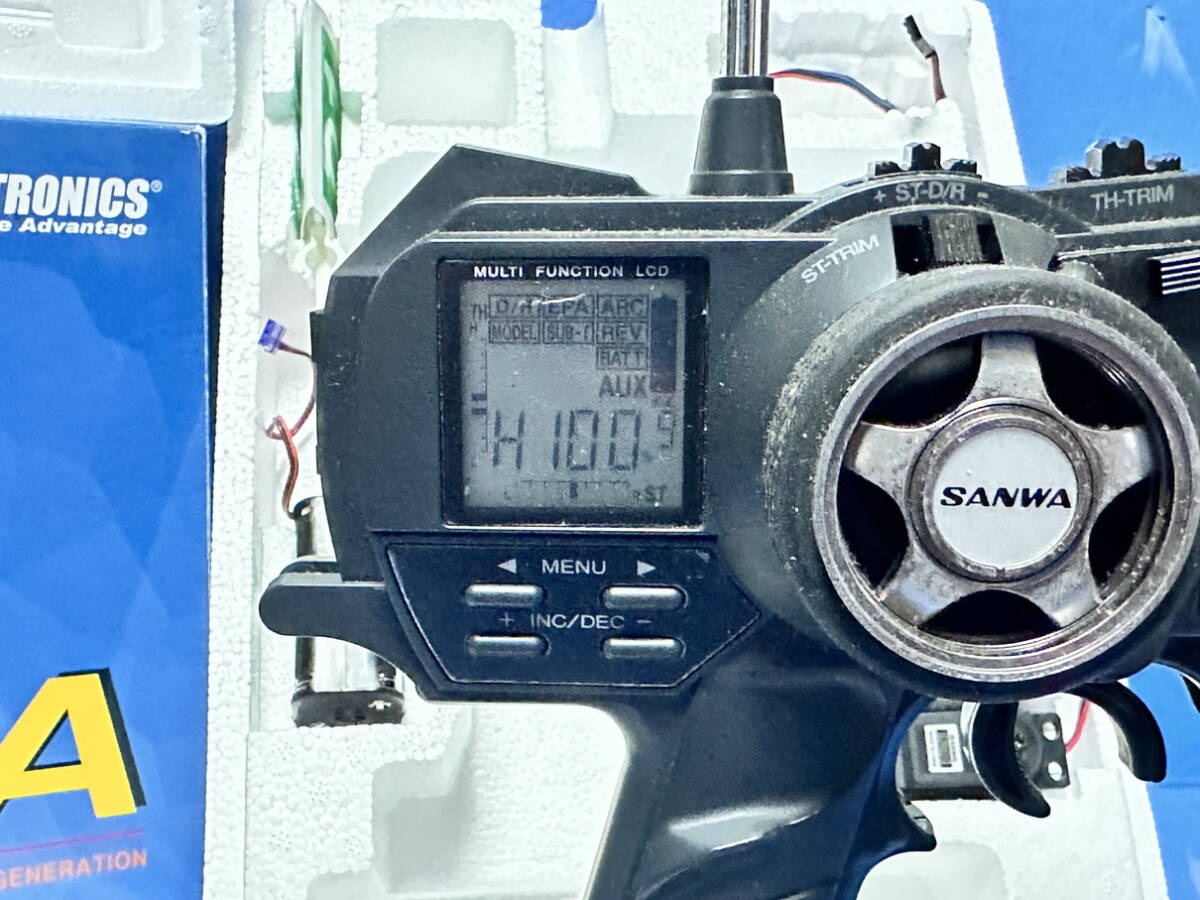 TRONICS®
e Advantage
A
GENERATION
MULTI FUNCTION LCD
TH D/R EPA ARC
H MODEL SUB-T REV
BATT
AUX
H 100
ST
◄ MENU ►
+ INC/DEC −
ST-TRIM
+ ST-D/R −
TH-TRIM
SANWA